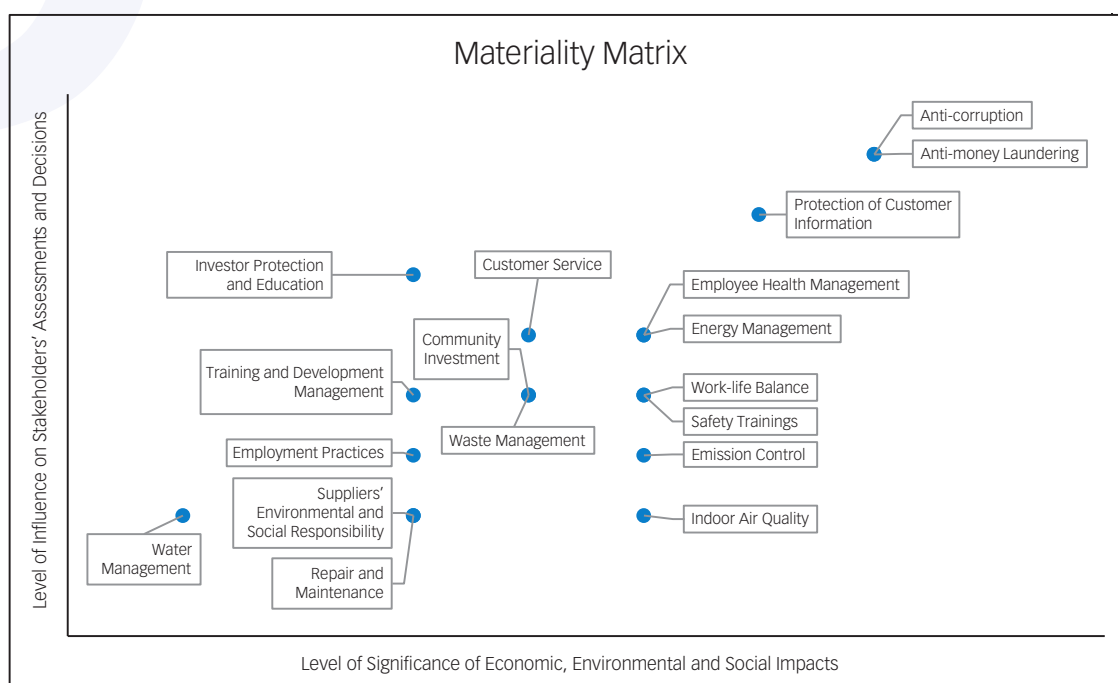 Materiality Matrix
Level of Influence on Stakeholders’ Assessments and Decisions
Anti-corruption
Anti-money Laundering
Protection of Customer
Information
Investor Protection
and Education
Customer Service
Employee Health Management
Energy Management
Community
Investment
Training and Development
Management
Work-life Balance
Safety Trainings
Waste Management
Employment Practices
Emission Control
Suppliers’
Environmental and
Social Responsibility
Indoor Air Quality
Water
Management
Repair and
Maintenance
Level of Significance of Economic, Environmental and Social Impacts